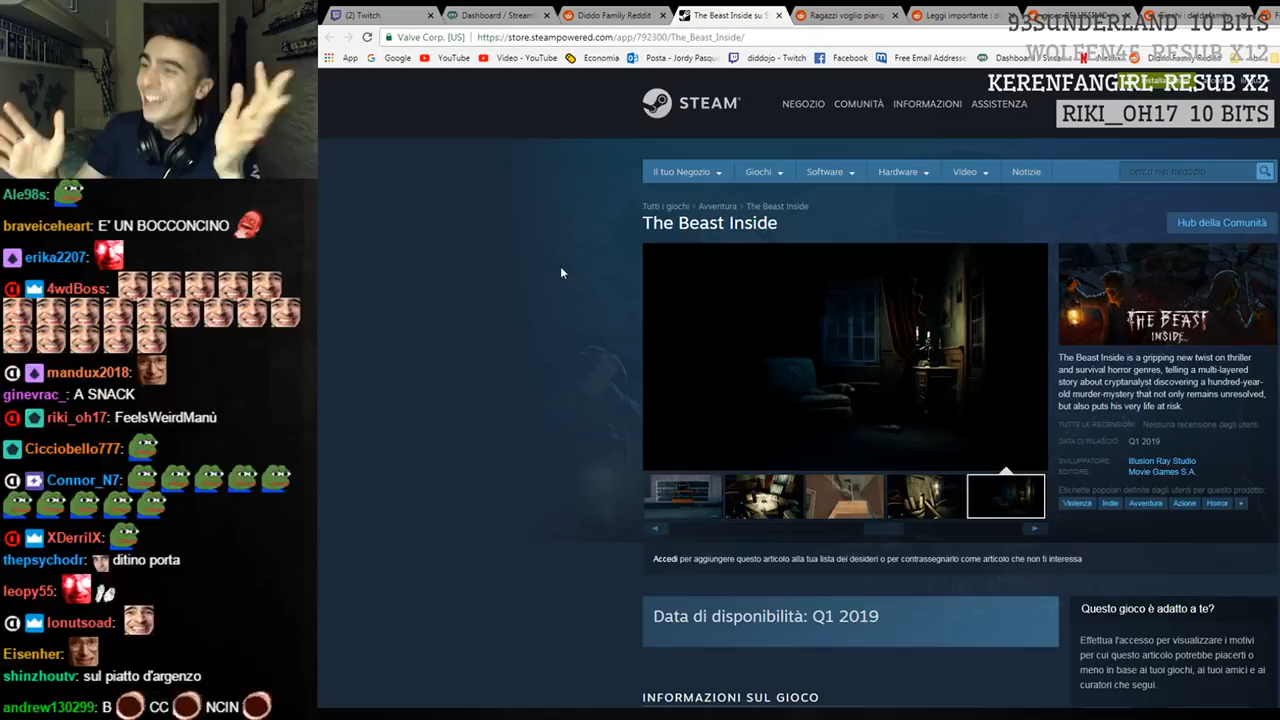 (2) Twitch
Dashboard / Streaml
Diddo Family Reddit
The Beast Inside su S
Ragazzi voglio piang
Leggi importante : d
93SUNDERLAND 10 BITS
Valve Corp. [US]
https://store.steampowered.com/app/792300/The_Beast_Inside/
WOLFEN45 RESUB X12
App
Google
YouTube
Video - YouTube
Economia
Posta - Jordy Pasqu
diddojo - Twitch
Facebook
Free Email Addresse
KERENFANGIRL RESUB X2
RIKI_OH17 10 BITS
STEAM
NEGOZIO COMUNITÀ INFORMAZIONI ASSISTENZA
Il tuo Negozio
Giochi
Software
Hardware
Video
Notizie
cerca nel negozio
Tutti i giochi > Avventura > The Beast Inside
The Beast Inside
Hub della Comunità
THE BEAST
INSIDE
The Beast Inside is a gripping new twist on thriller
and survival horror genres, telling a multi-layered
story about cryptanalyst discovering a hundred-year-
old murder-mystery that not only remains unresolved,
but also puts his very life at risk.
TUTTE LE RECENSIONI: Nessuna recensione degli utenti
DATA DI RILASCIO: Q1 2019
SVILUPPATORE: Illusion Ray Studio
EDITORE: Movie Games S.A.
Etichette popolari definite dagli utenti per questo prodotto:
Violenza Indie Avventura Azione Horror +
Accedi per aggiungere questo articolo alla tua lista dei desideri o per contrassegnarlo come articolo che non ti interessa
Data di disponibilità: Q1 2019
Questo gioco è adatto a te?
Effettua l'accesso per visualizzare i motivi
per cui questo articolo potrebbe piacerti o
meno in base ai tuoi giochi, ai tuoi amici e ai
curatori che segui.
INFORMAZIONI SUL GIOCO
Ale98s:
braveiceheart: E' UN BOCCONCINO
erika2207:
4wdBoss:
mandux2018:
ginevrac_: A SNACK
riki_oh17: FeelsWeirdManù
Cicciobello777:
Connor_N7:
XDerrilX:
thepsychodr: ditino porta
leopy55:
Ionutsoad:
Eisenher:
shinzhoutv: sul piatto d'argenzo
andrew130299: B CC NCIN